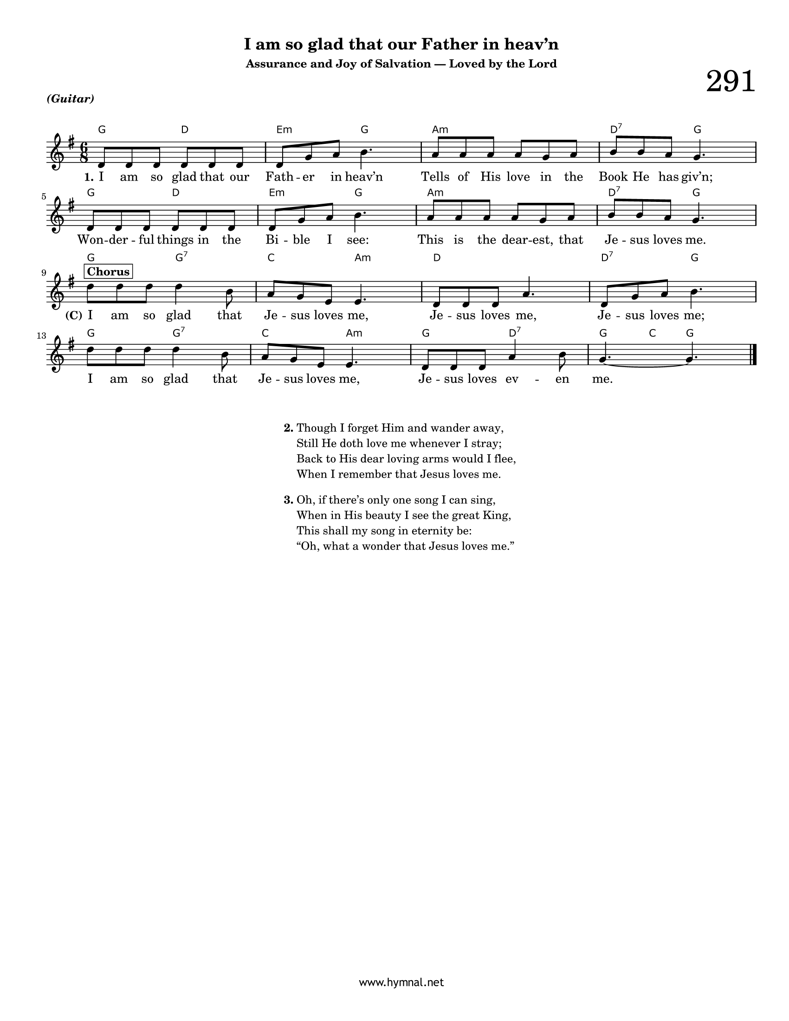 I am so glad that our Father in heav’n
Assurance and Joy of Salvation — Loved by the Lord
291
(Guitar)
G D Em G Am D7 G
6
8
1. I am so glad that our Fath - er in heav’n Tells of His love in the Book He has giv’n;
G D Em G Am D7 G
5
Won-der - ful things in the Bi - ble I see: This is the dear-est, that Je - sus loves me.
G G7 C Am D D7 G
Chorus
9
(C) I am so glad that Je - sus loves me, Je - sus loves me, Je - sus loves me;
G G7 C Am G D7 G C G
13
I am so glad that Je - sus loves me, Je - sus loves ev - en me.
2. Though I forget Him and wander away,
Still He doth love me whenever I stray;
Back to His dear loving arms would I flee,
When I remember that Jesus loves me.
3. Oh, if there’s only one song I can sing,
When in His beauty I see the great King,
This shall my song in eternity be:
“Oh, what a wonder that Jesus loves me.”
www.hymnal.net